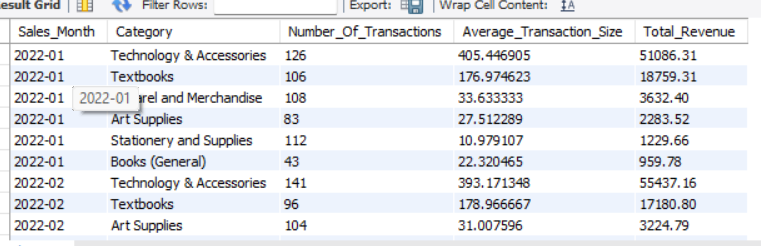 esult Grid Filter Rows: Export: Wrap Cell Content: IA
Sales_Month Category Number_Of_Transactions Average_Transaction_Size Total_Revenue
2022-01 Technology & Accessories 126 405.446905 51086.31
2022-01 Textbooks 106 176.974623 18759.31
2022-01 2022-01 rel and Merchandise 108 33.633333 3632.40
2022-01 Art Supplies 83 27.512289 2283.52
2022-01 Stationery and Supplies 112 10.979107 1229.66
2022-01 Books (General) 43 22.320465 959.78
2022-02 Technology & Accessories 141 393.171348 55437.16
2022-02 Textbooks 96 178.966667 17180.80
2022-02 Art Supplies 104 31.007596 3224.79